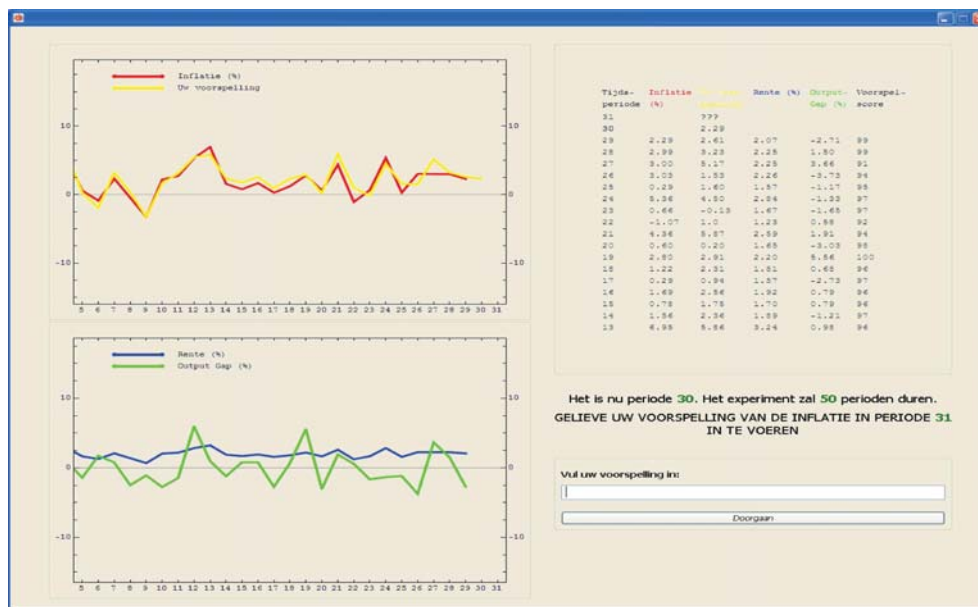 Inflatie (%)
Uw voorspelling
10
10
0
0
-10
-10
5 6 7 8 9 10 11 12 13 14 15 16 17 18 19 20 21 22 23 24 25 26 27 28 29 30 31
Rente (%)
Output Gap (%)
10
10
0
0
-10
-10
5 6 7 8 9 10 11 12 13 14 15 16 17 18 19 20 21 22 23 24 25 26 27 28 29 30 31
Tijds- Inflatie Rente (%) Output- Voorspel-
periode (%) Gap (%) score
31 ???
30 2.29
29 2.29 2.61 2.07 -2.71 99
28 2.99 3.23 2.25 1.50 99
27 3.00 5.17 2.25 3.66 91
26 3.03 1.53 2.26 -3.73 94
25 0.29 1.60 1.57 -1.17 95
24 5.36 4.50 2.84 -1.33 97
23 0.66 -0.13 1.67 -1.65 97
22 -1.07 1.0 1.23 0.58 92
21 4.36 5.87 2.59 1.91 94
20 0.60 0.20 1.65 -3.03 98
19 2.80 2.81 2.20 5.56 100
18 1.22 2.31 1.81 0.65 96
17 0.29 0.94 1.57 -2.73 97
16 1.69 2.56 1.92 0.79 96
15 0.78 1.75 1.70 0.79 96
14 1.56 2.36 1.89 -1.21 97
13 6.95 5.86 3.24 0.98 96
Het is nu periode 30. Het experiment zal 50 perioden duren.
GELIEVE UW VOORSPELLING VAN DE INFLATIE IN PERIODE 31
IN TE VOEREN
Vul uw voorspelling in:
Doorgaan